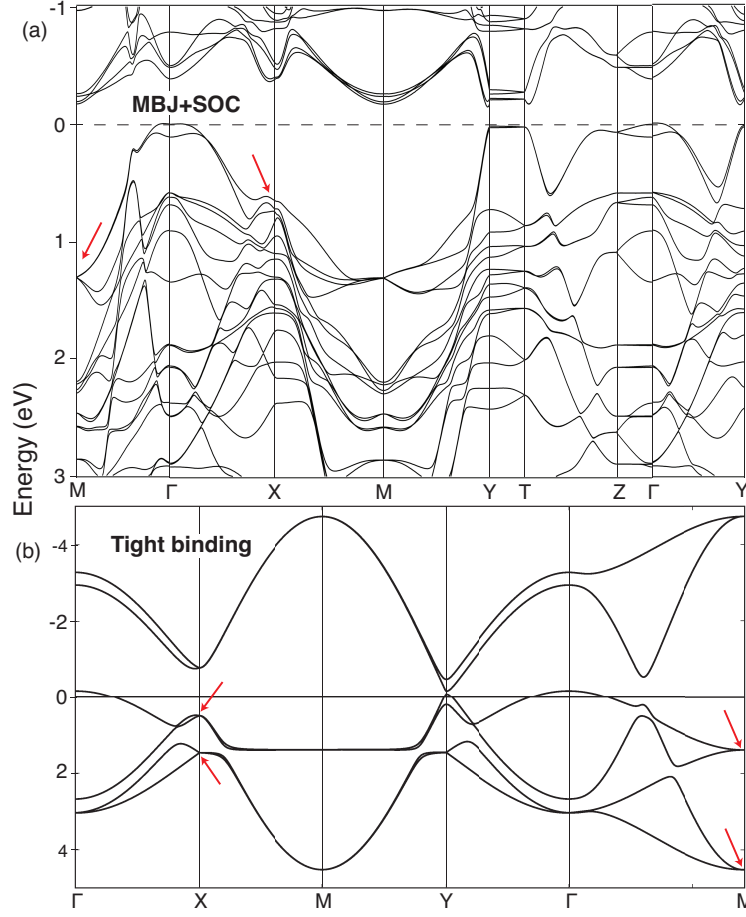 (a)
-1
MBJ+SOC
0
1
2
3
Energy (eV)
M Γ X M Y T Z Γ Y
(b)
Tight binding
-4
-2
0
2
4
Γ X M Y Γ M